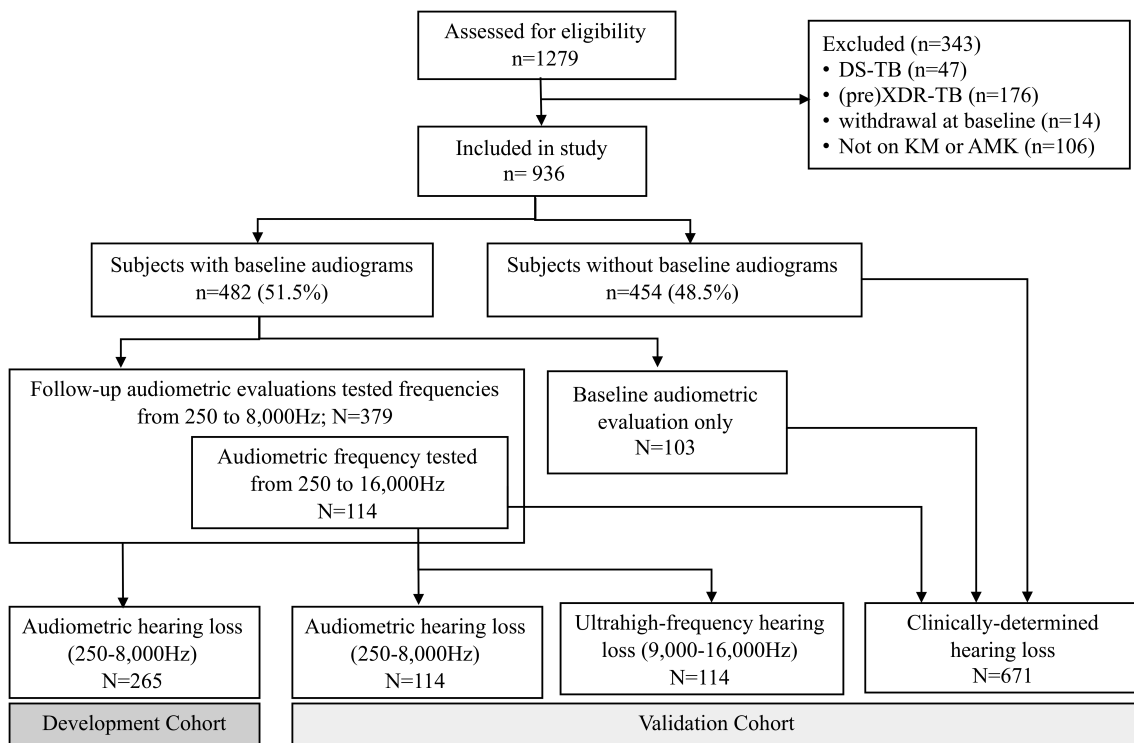 Assessed for eligibility
n=1279
Excluded (n=343)
• DS-TB (n=47)
• (pre)XDR-TB (n=176)
• withdrawal at baseline (n=14)
• Not on KM or AMK (n=106)
Included in study
n= 936
Subjects with baseline audiograms
n=482 (51.5%)
Subjects without baseline audiograms
n=454 (48.5%)
Follow-up audiometric evaluations tested frequencies
from 250 to 8,000Hz; N=379
Audiometric frequency tested
from 250 to 16,000Hz
N=114
Baseline audiometric
evaluation only
N=103
Audiometric hearing loss
(250-8,000Hz)
N=265
Audiometric hearing loss
(250-8,000Hz)
N=114
Ultrahigh-frequency hearing
loss (9,000-16,000Hz)
N=114
Clinically-determined
hearing loss
N=671
Development Cohort
Validation Cohort